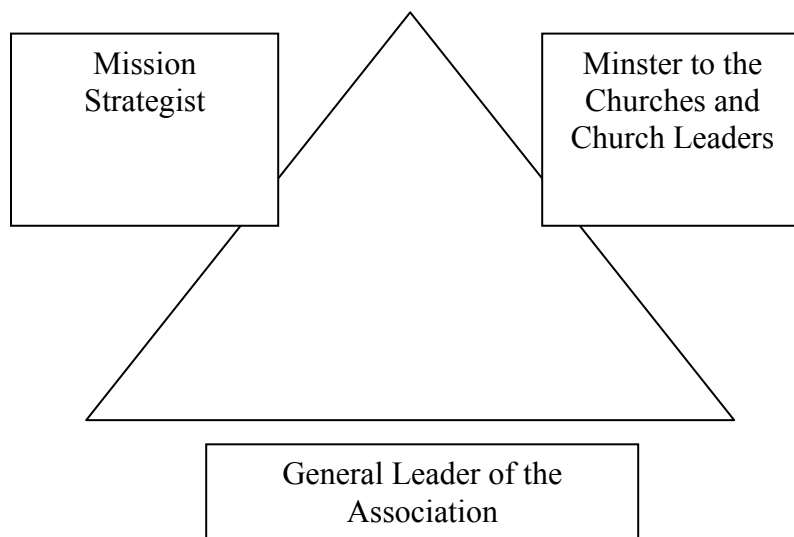 Mission
Strategist
Minster to the
Churches and
Church Leaders
General Leader of the
Association